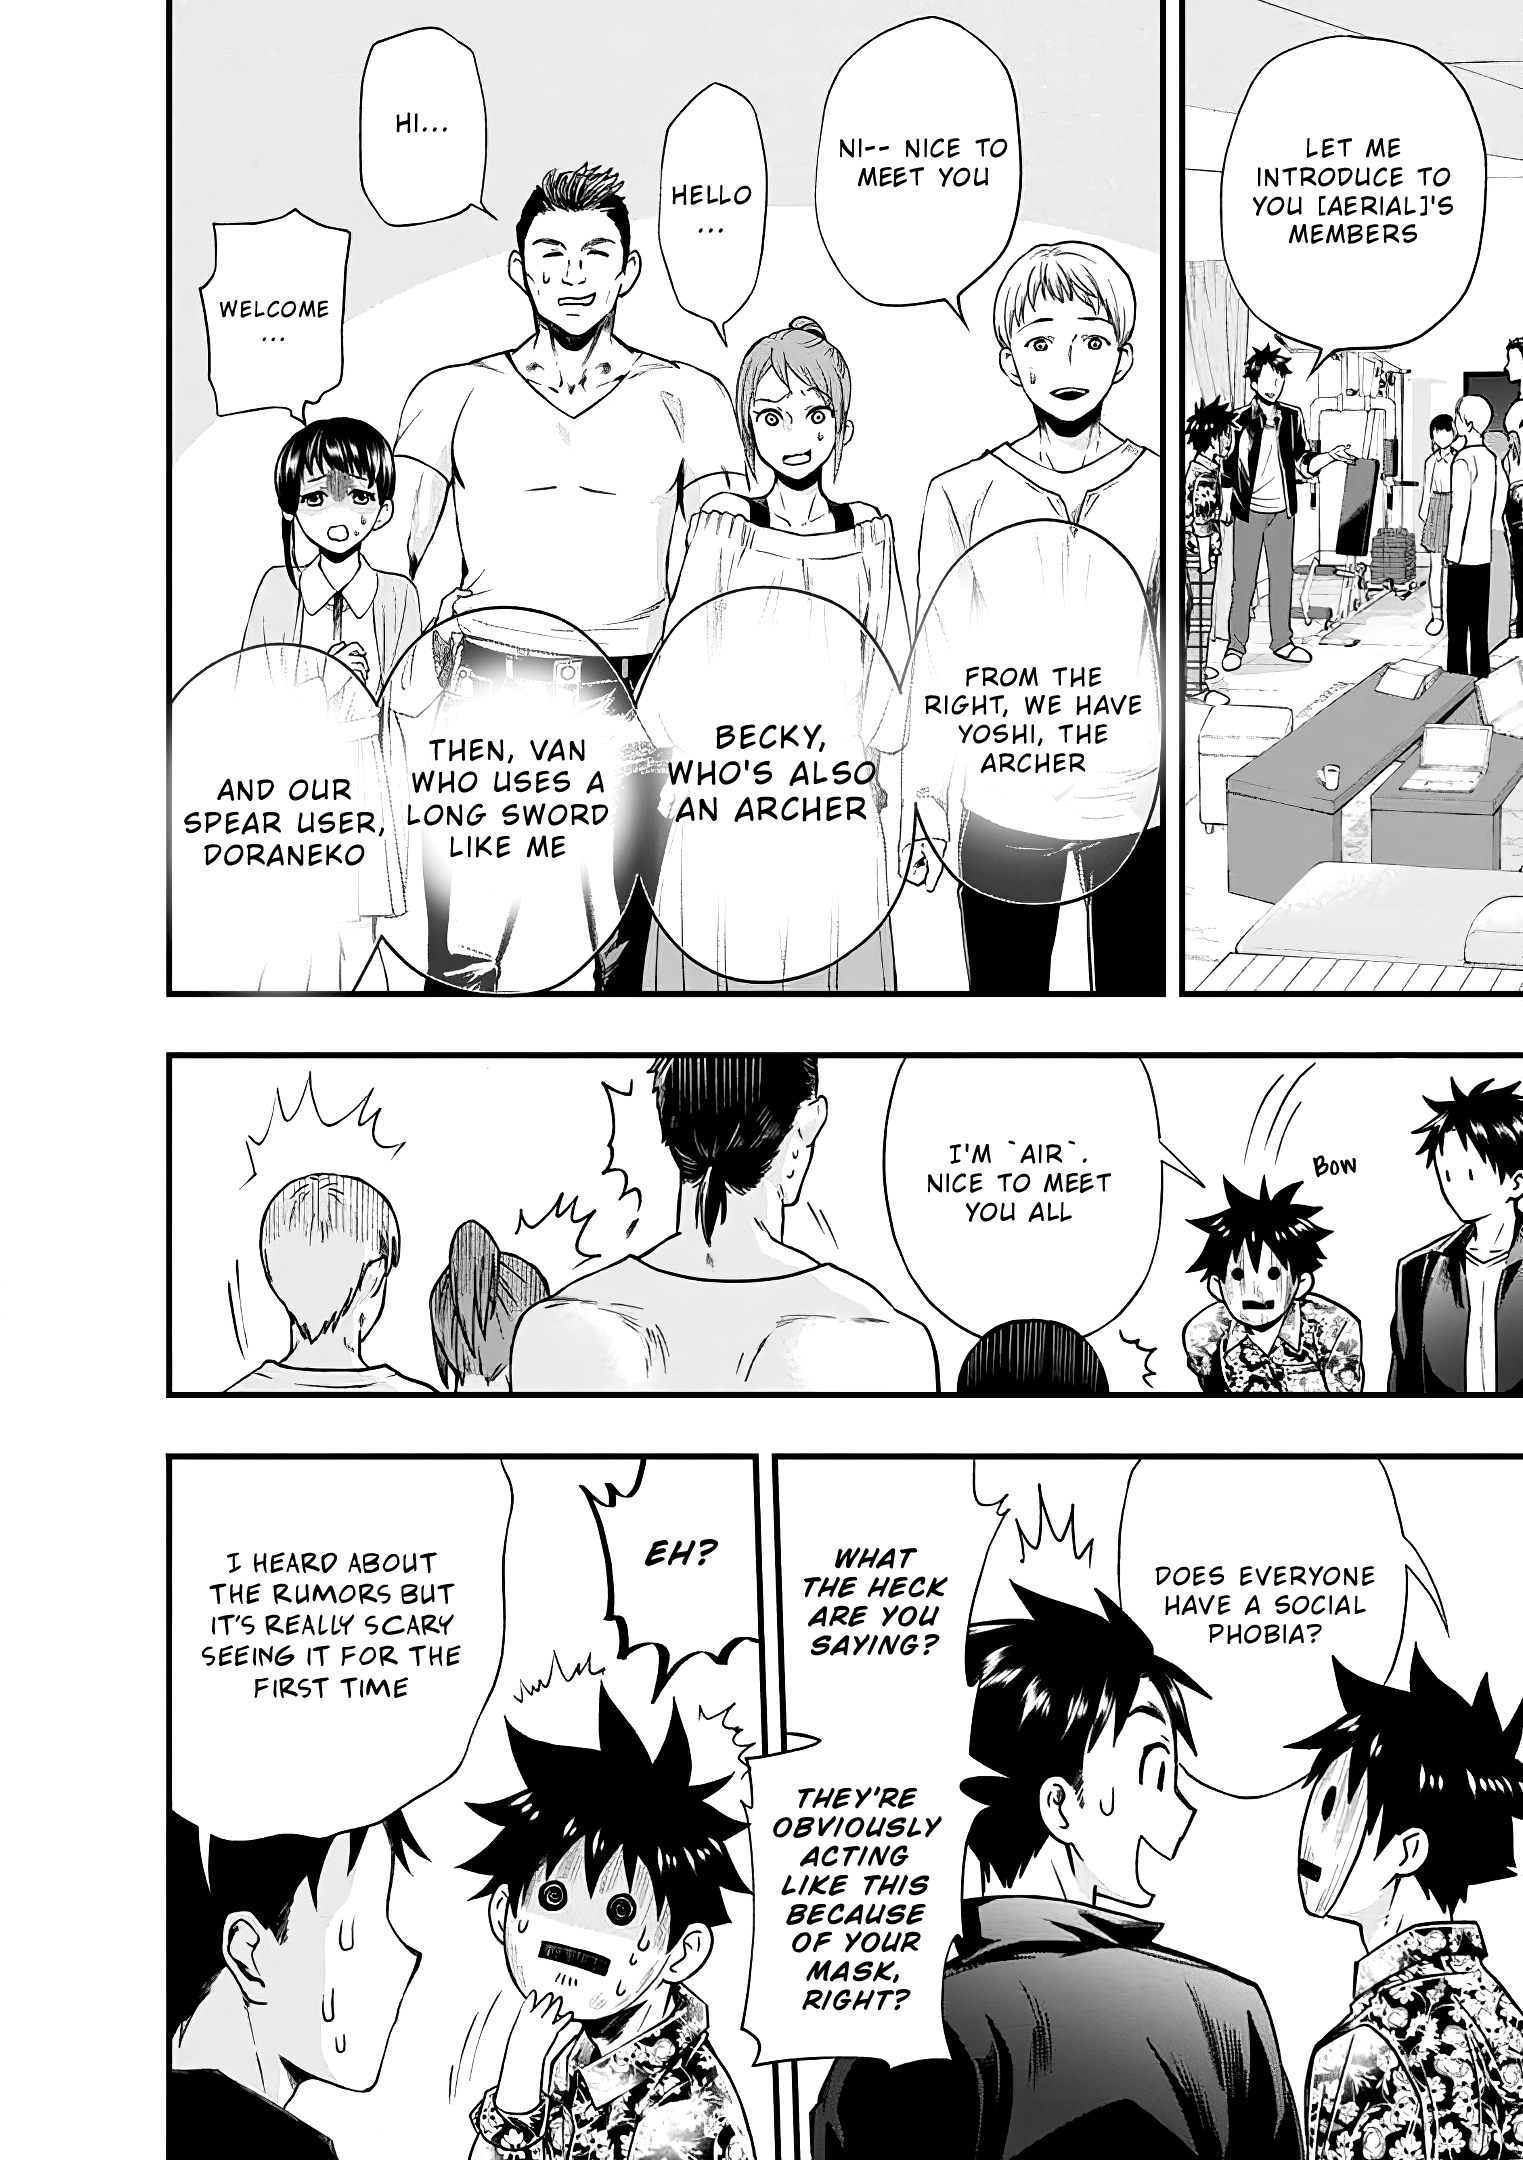 LET ME
INTRODUCE TO
YOU [AERIAL]'S
MEMBERS
NI-- NICE TO
MEET YOU
HELLO
...
HI...
WELCOME
...
FROM THE
RIGHT, WE HAVE
YOSHI, THE
ARCHER
BECKY,
WHO'S ALSO
AN ARCHER
THEN, VAN
WHO USES A
LONG SWORD
LIKE ME
AND OUR
SPEAR USER,
DORANEKO
BOW
I'M `AIR`.
NICE TO MEET
YOU ALL
DOES EVERYONE
HAVE A SOCIAL
PHOBIA?
WHAT
THE HECK
ARE YOU
SAYING?
THEY'RE
OBVIOUSLY
ACTING
LIKE THIS
BECAUSE
OF YOUR
MASK,
RIGHT?
EH?
I HEARD ABOUT
THE RUMORS BUT
IT'S REALLY SCARY
SEEING IT FOR THE
FIRST TIME